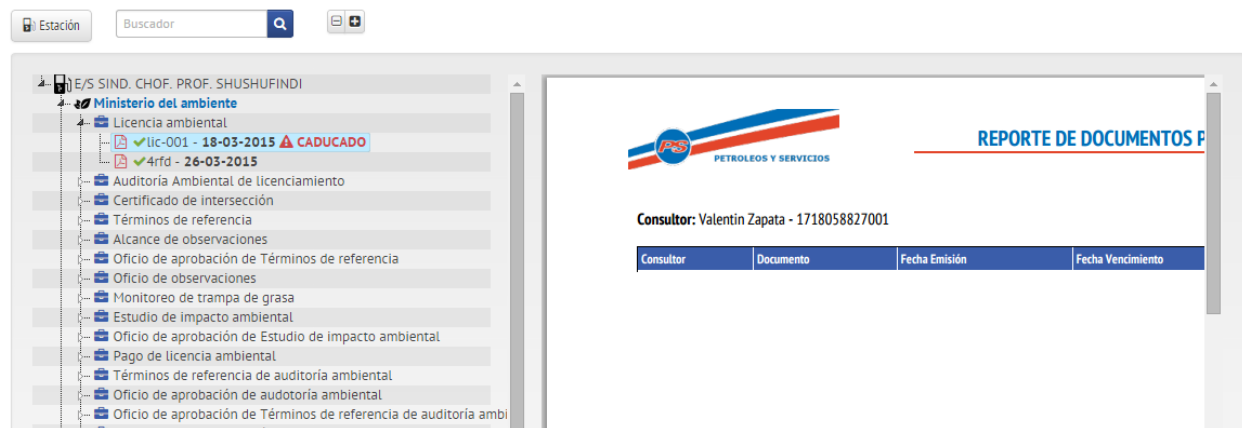 Estación
Buscador
E/S SIND. CHOF. PROF. SHUSHUFINDI
Ministerio del ambiente
Licencia ambiental
lic-001 - 18-03-2015 CADUCADO
4rfd - 26-03-2015
Auditoría Ambiental de licenciamiento
Certificado de intersección
Términos de referencia
Alcance de observaciones
Oficio de aprobación de Términos de referencia
Oficio de observaciones
Monitoreo de trampa de grasa
Estudio de impacto ambiental
Oficio de aprobación de Estudio de impacto ambiental
Pago de licencia ambiental
Términos de referencia de auditoría ambiental
Oficio de aprobación de audotoría ambiental
Oficio de aprobación de Términos de referencia de auditoría ambi
PS
PETROLEOS Y SERVICIOS
REPORTE DE DOCUMENTOS P
Consultor: Valentin Zapata - 1718058827001
Consultor Documento Fecha Emisión Fecha Vencimiento